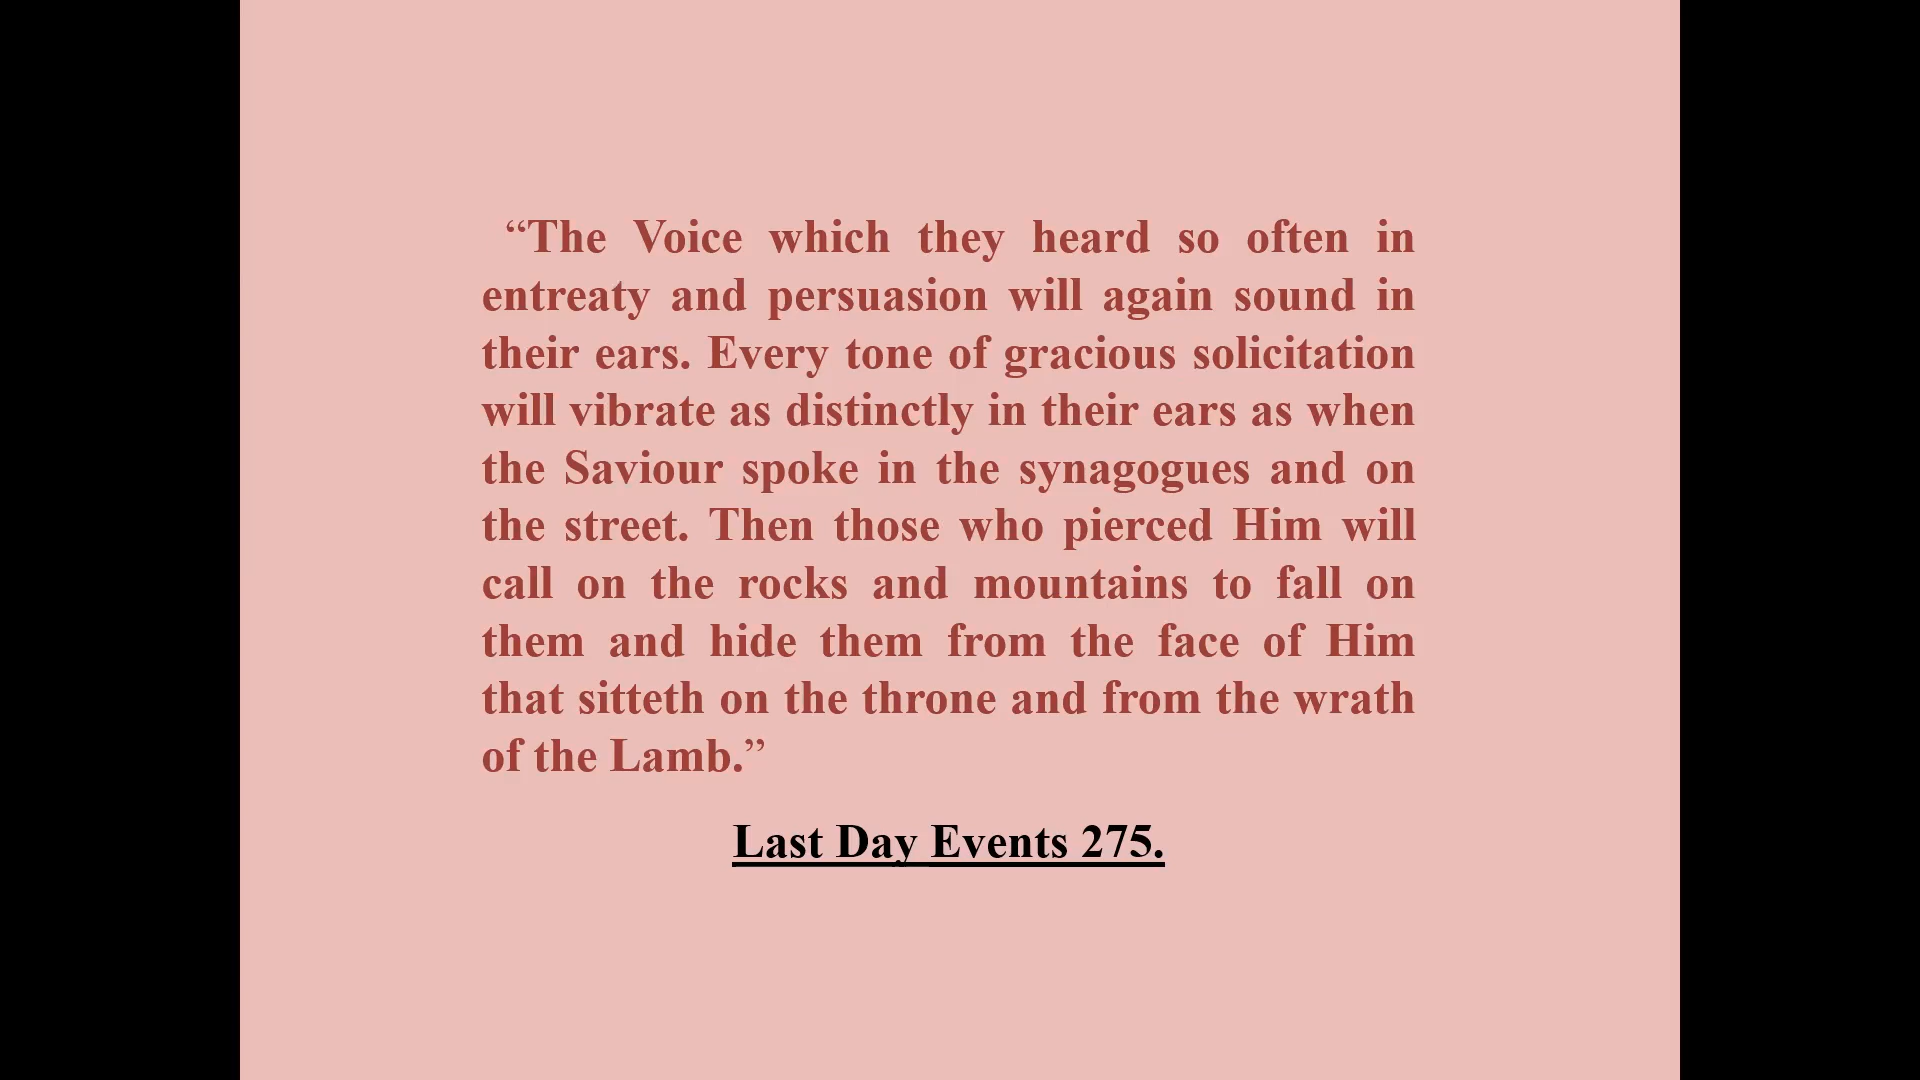 “The Voice which they heard so often in
entreaty and persuasion will again sound in
their ears. Every tone of gracious solicitation
will vibrate as distinctly in their ears as when
the Saviour spoke in the synagogues and on
the street. Then those who pierced Him will
call on the rocks and mountains to fall on
them and hide them from the face of Him
that sitteth on the throne and from the wrath
of the Lamb.”
Last Day Events 275.